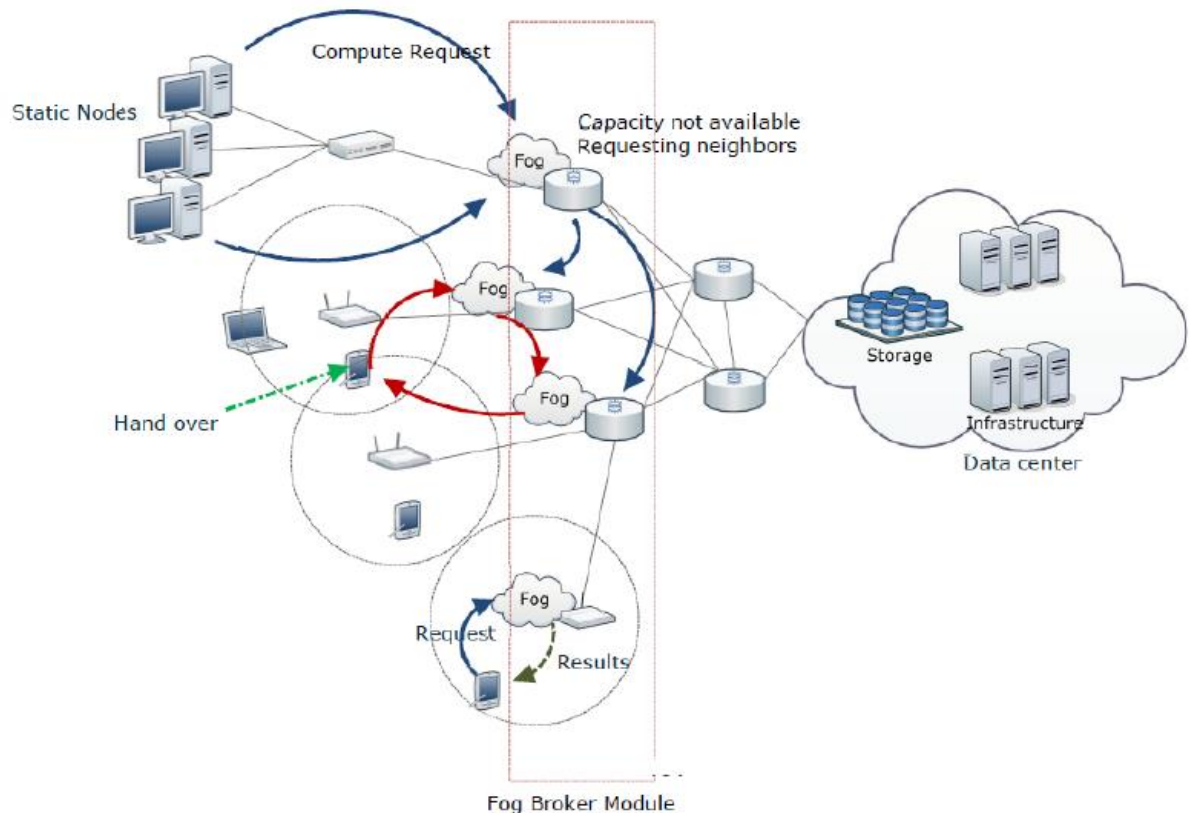 Compute Request
Static Nodes
Capacity not available
Requesting neighbors
Fog
Fog
Storage
Fog
Hand over
Infrastructure
Data center
Fog
Request
Results
Fog Broker Module